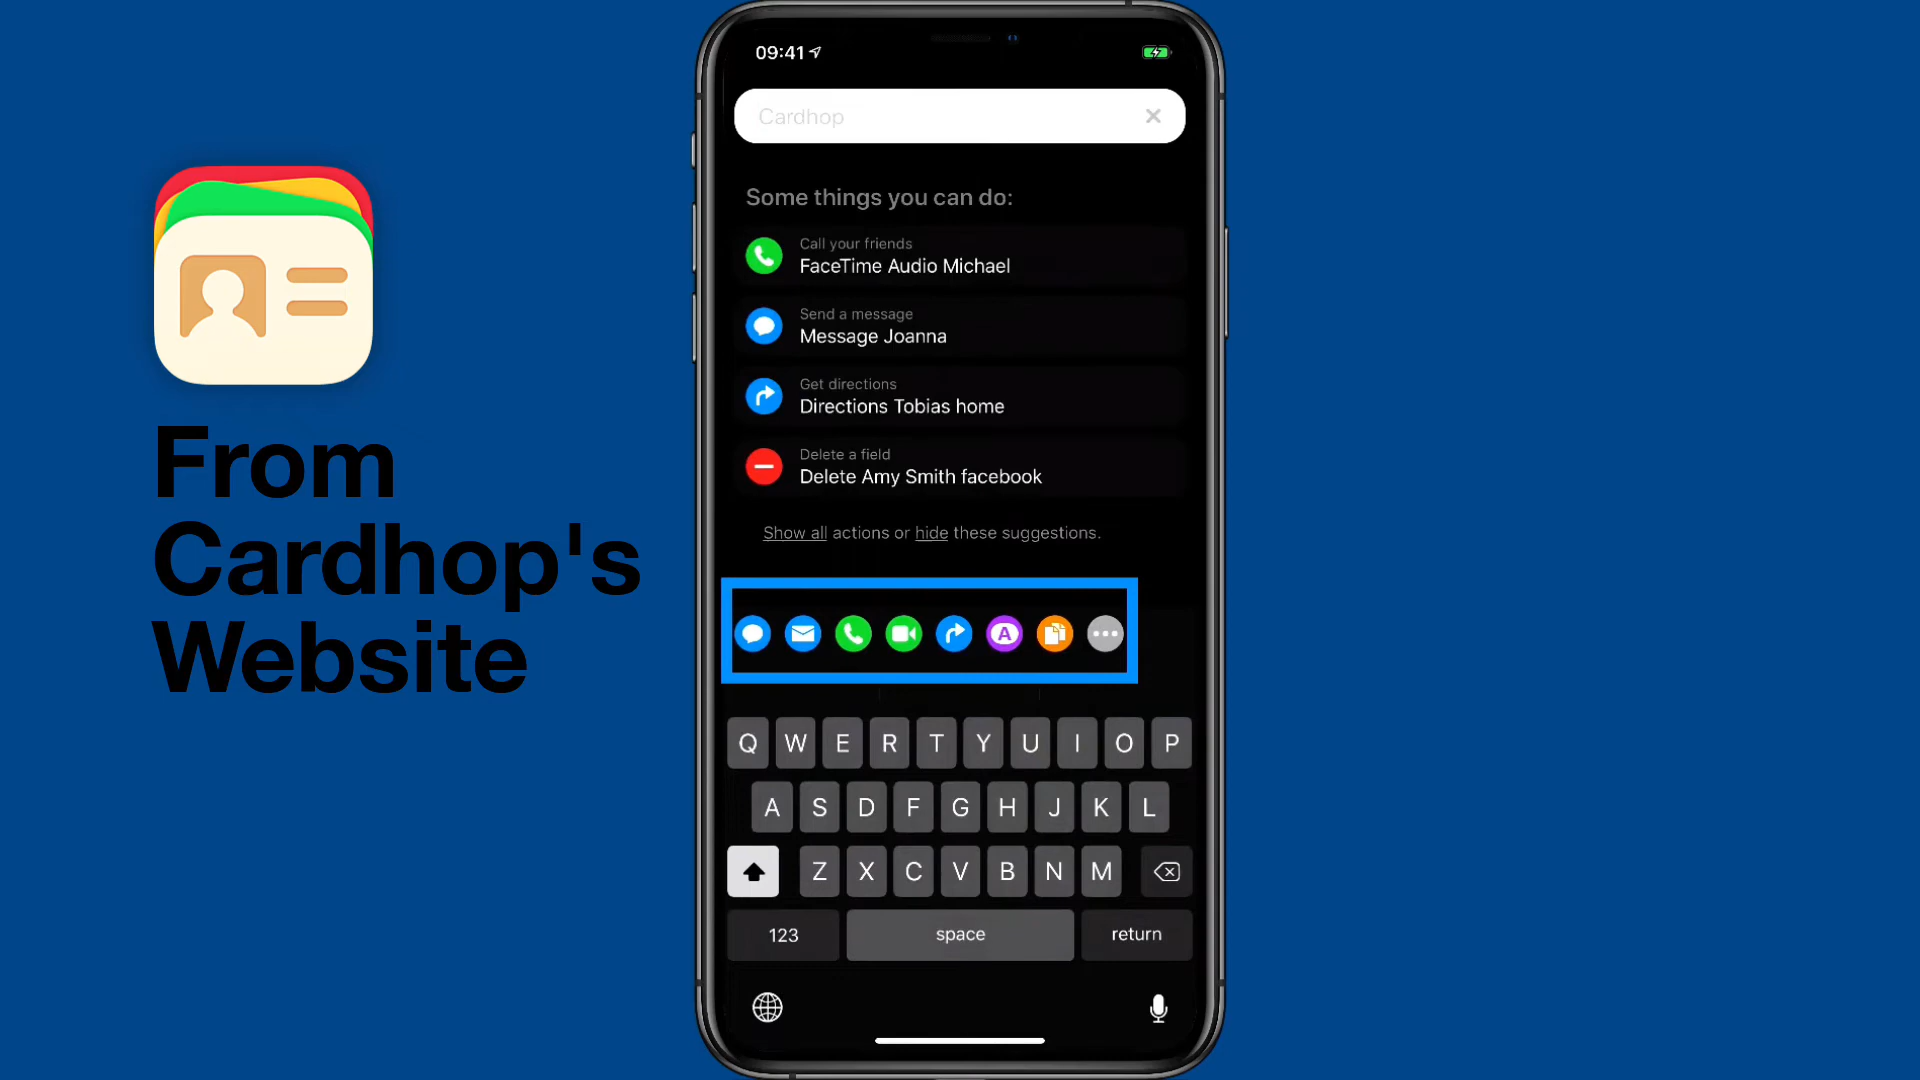 From
Cardhop's
Website
09:41
Cardhop
Some things you can do:
Call your friends
FaceTime Audio Michael
Send a message
Message Joanna
Get directions
Directions Tobias home
Delete a field
Delete Amy Smith facebook
Show all actions or hide these suggestions.
A
Q W E R T Y U I O P
A S D F G H J K L
Z X C V B N M
123 space return